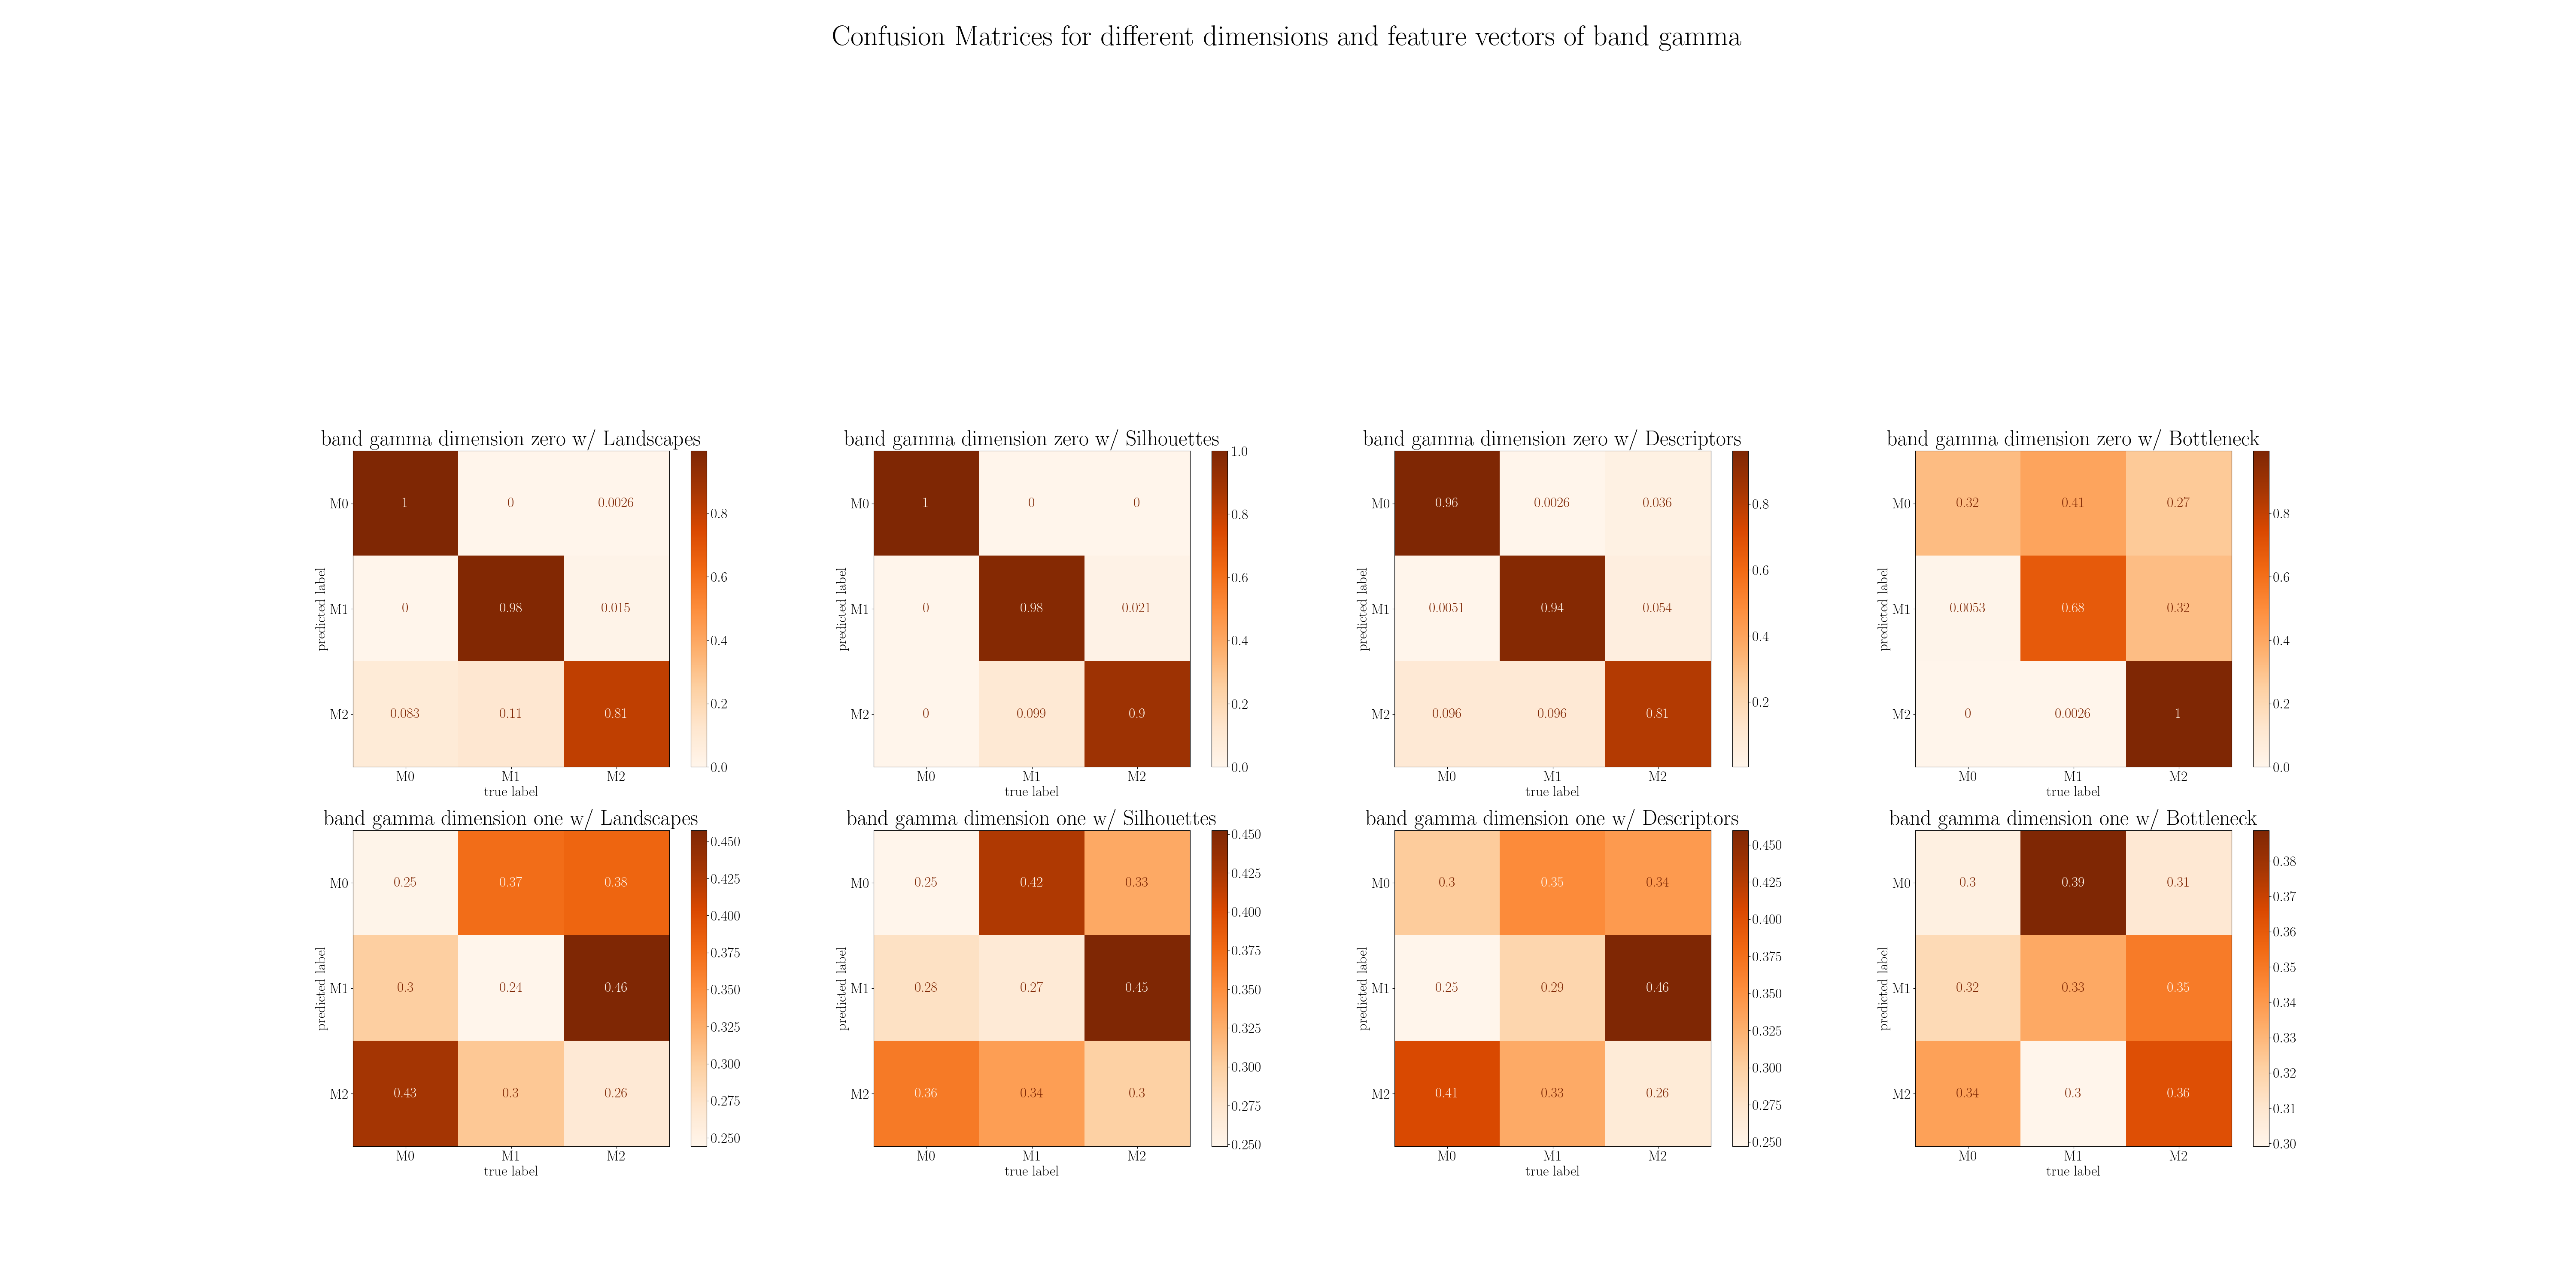 Confusion Matrices for different dimensions and feature vectors of band gamma
band gamma dimension zero w/ Landscapes
M0 1 0 0.0026
M1 0 0.98 0.015
M2 0.083 0.11 0.81
predicted label
M0 M1 M2
true label
0.8
0.6
0.4
0.2
0.0
band gamma dimension zero w/ Silhouettes
M0 1 0 0
M1 0 0.98 0.021
M2 0 0.099 0.9
predicted label
M0 M1 M2
true label
1.0
0.8
0.6
0.4
0.2
0.0
band gamma dimension zero w/ Descriptors
M0 0.96 0.0026 0.036
M1 0.0051 0.94 0.054
M2 0.096 0.096 0.81
predicted label
M0 M1 M2
true label
0.8
0.6
0.4
0.2
band gamma dimension zero w/ Bottleneck
M0 0.32 0.41 0.27
M1 0.0053 0.68 0.32
M2 0 0.0026 1
predicted label
M0 M1 M2
true label
0.8
0.6
0.4
0.2
0.0
band gamma dimension one w/ Landscapes
M0 0.25 0.37 0.38
M1 0.3 0.24 0.46
M2 0.43 0.3 0.26
predicted label
M0 M1 M2
true label
0.450
0.425
0.400
0.375
0.350
0.325
0.300
0.275
0.250
band gamma dimension one w/ Silhouettes
M0 0.25 0.42 0.33
M1 0.28 0.27 0.45
M2 0.36 0.34 0.3
predicted label
M0 M1 M2
true label
0.450
0.425
0.400
0.375
0.350
0.325
0.300
0.275
0.250
band gamma dimension one w/ Descriptors
M0 0.3 0.35 0.34
M1 0.25 0.29 0.46
M2 0.41 0.33 0.26
predicted label
M0 M1 M2
true label
0.450
0.425
0.400
0.375
0.350
0.325
0.300
0.275
0.250
band gamma dimension one w/ Bottleneck
M0 0.3 0.39 0.31
M1 0.32 0.33 0.35
M2 0.34 0.3 0.36
predicted label
M0 M1 M2
true label
0.38
0.37
0.36
0.35
0.34
0.33
0.32
0.31
0.30